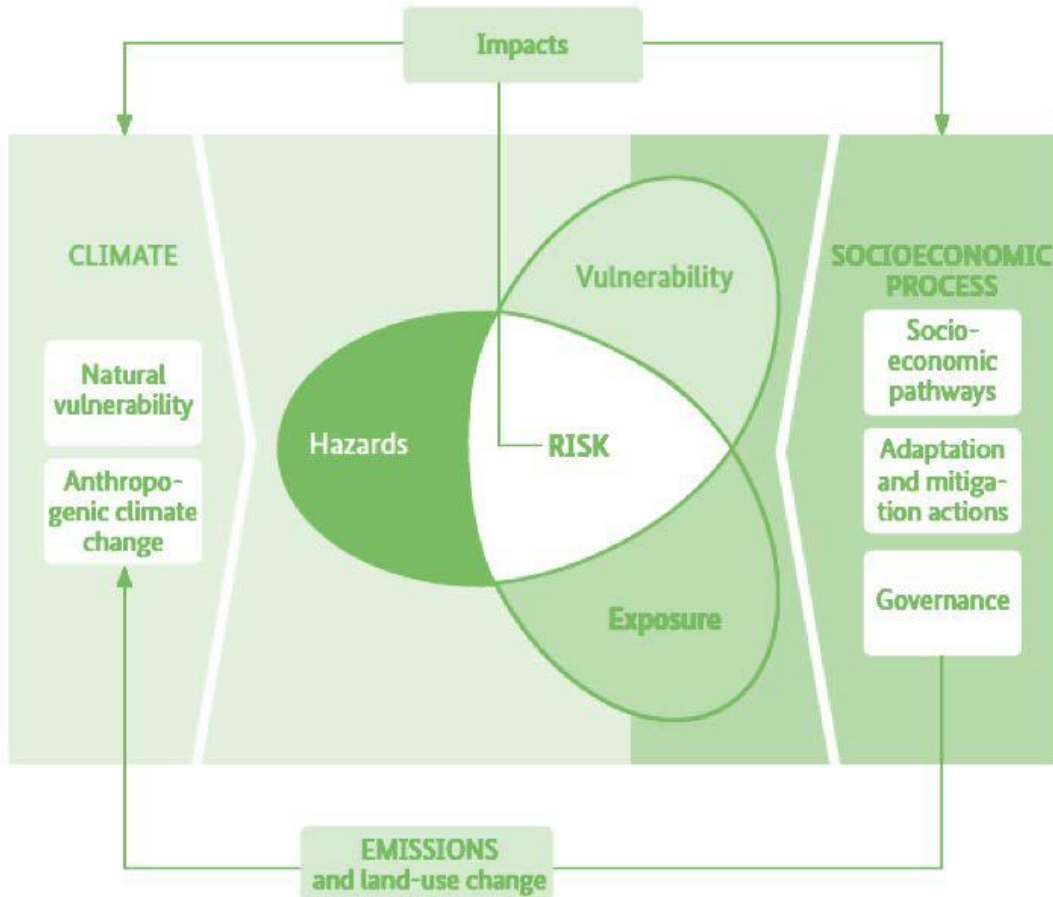 Impacts
CLIMATE
Natural
vulnerability
Anthropo-
genic climate
change
Hazards
Vulnerability
RISK
Exposure
SOCIOECONOMIC
PROCESS
Socio-
economic
pathways
Adaptation
and mitiga-
tion actions
Governance
EMISSIONS
and land-use change